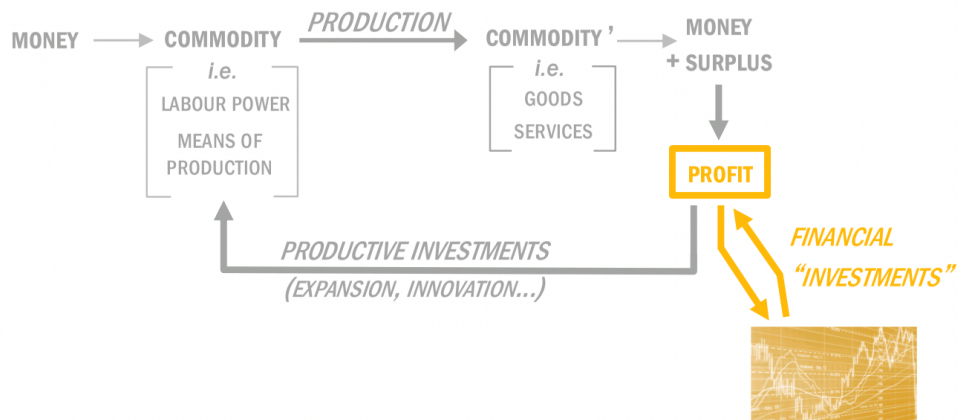 MONEY
COMMODITY
PRODUCTION
COMMODITY '
MONEY
+ SURPLUS
i.e.
LABOUR POWER
MEANS OF
PRODUCTION
i.e.
GOODS
SERVICES
PROFIT
PRODUCTIVE INVESTMENTS
(EXPANSION, INNOVATION...)
FINANCIAL
“INVESTMENTS”